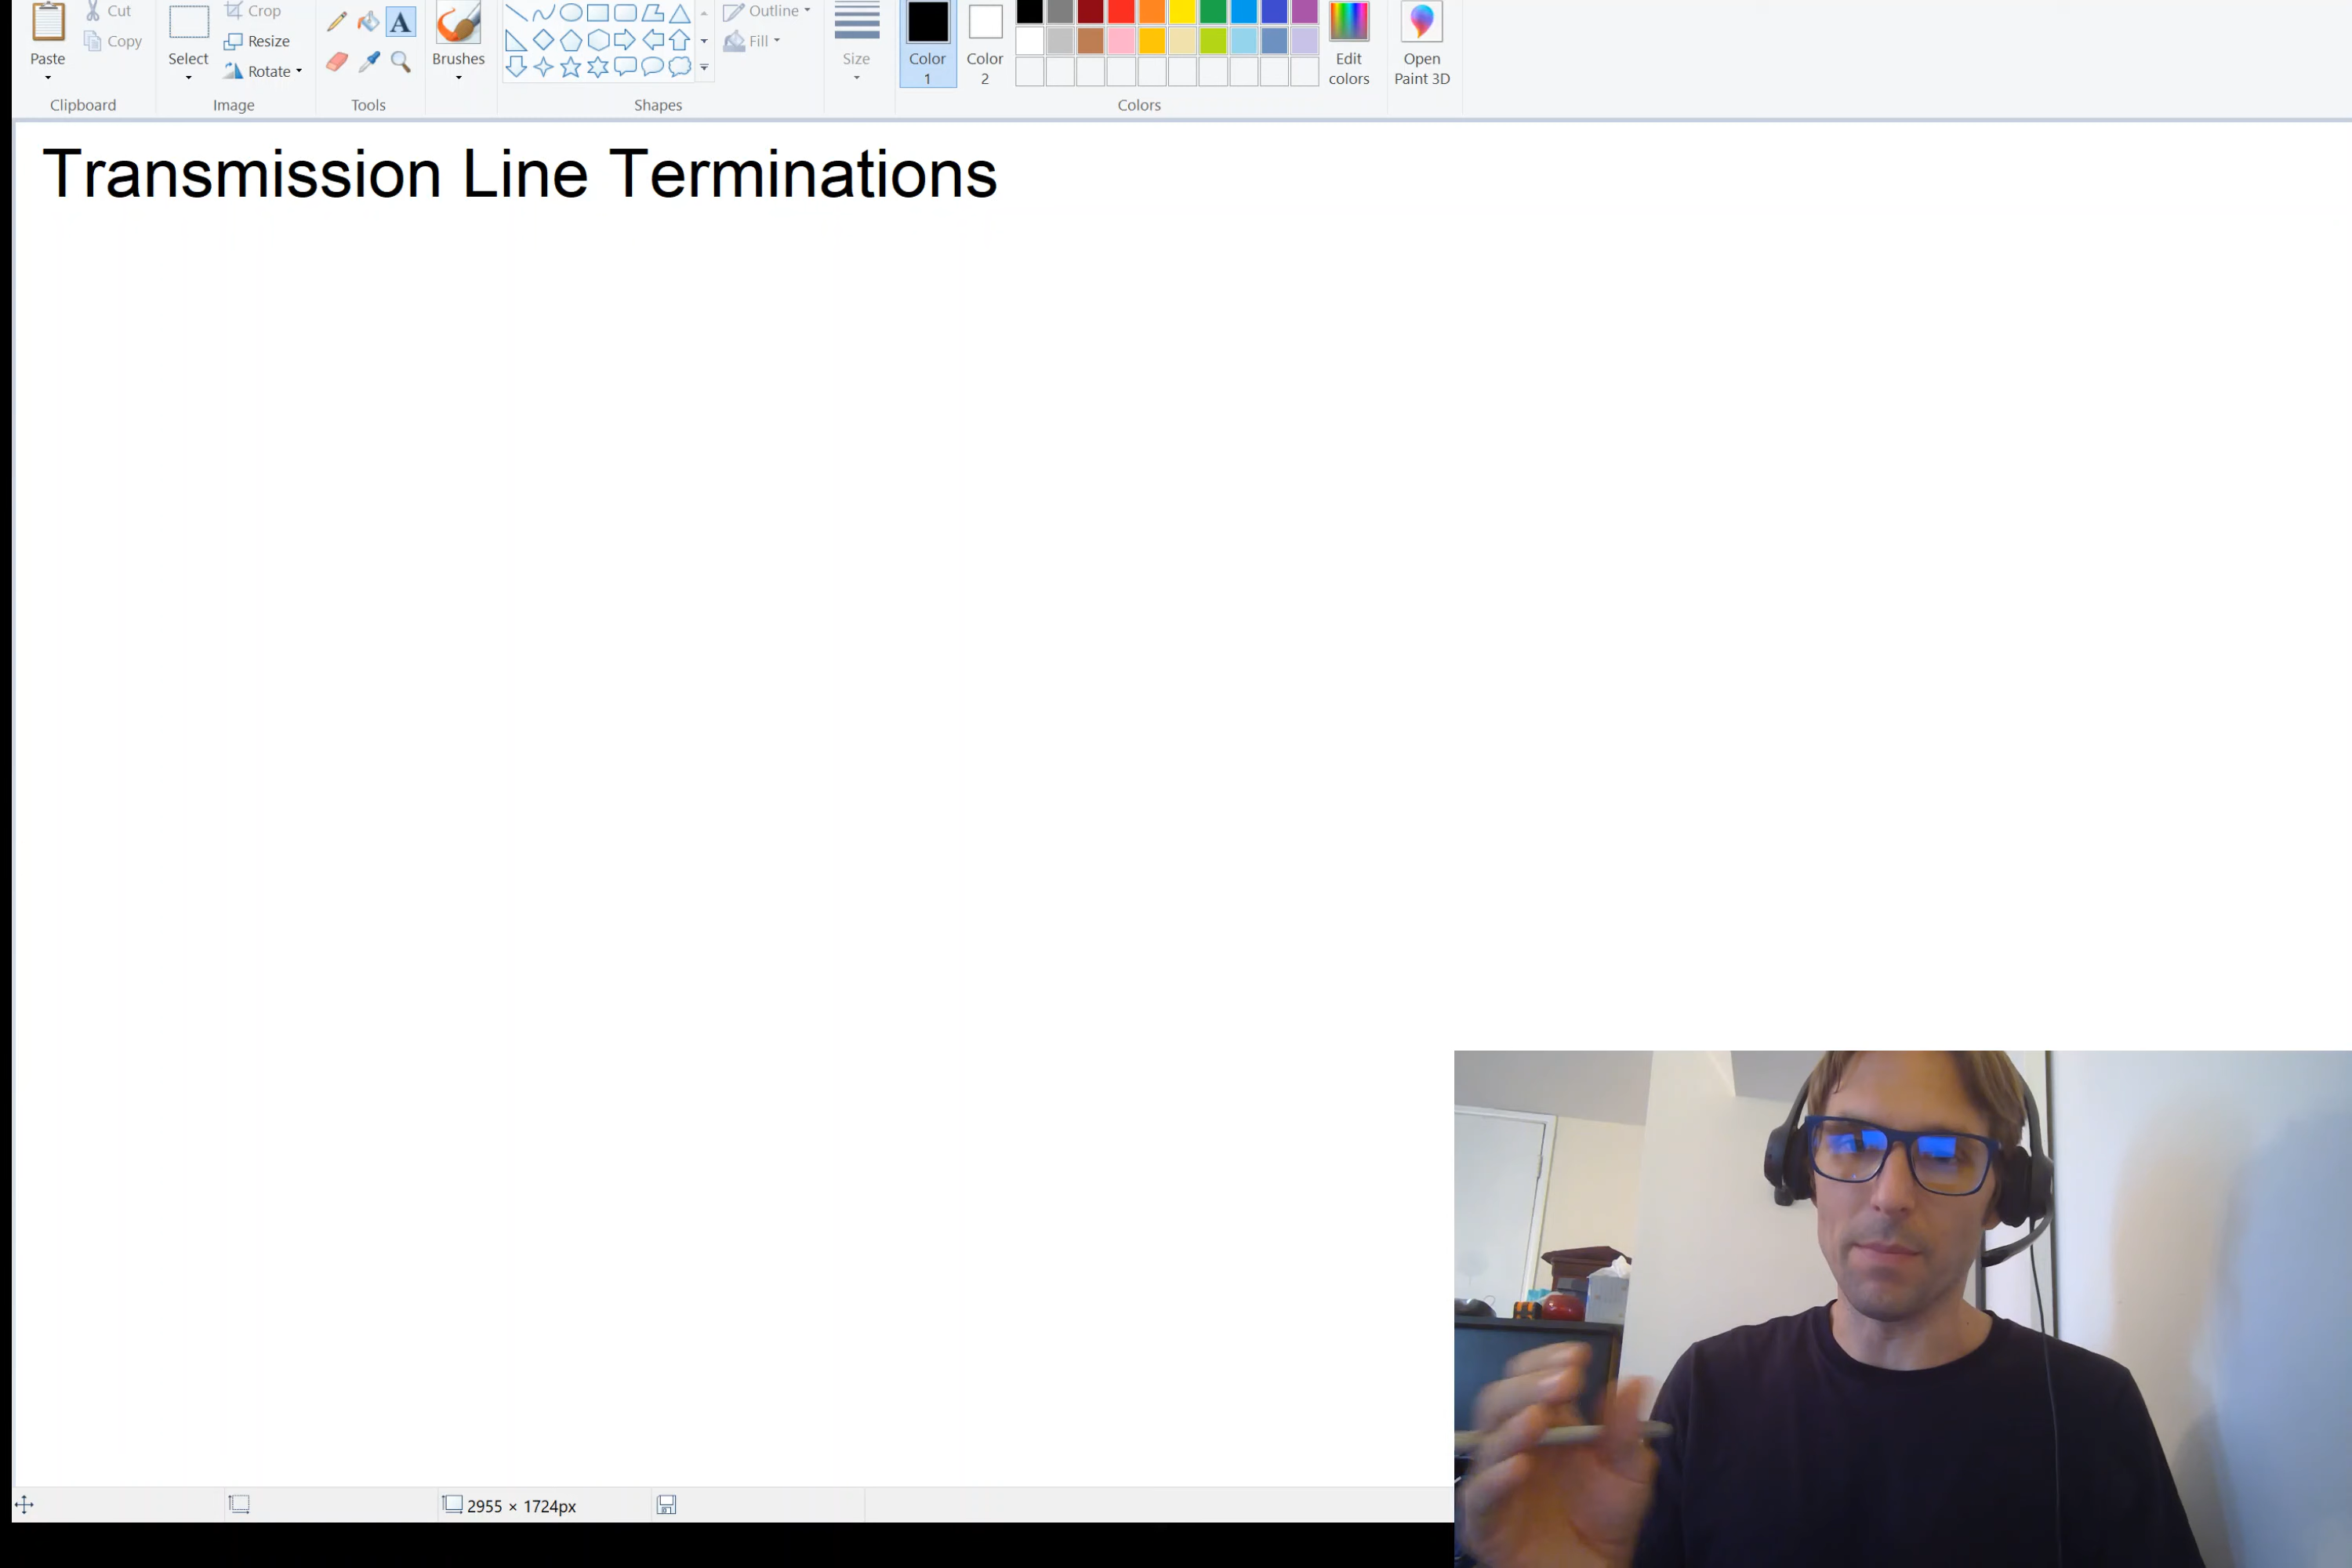 Cut
Crop
Outline
Copy
Resize
Fill
Paste
Select
Rotate
Brushes
Size
Color
1
Color
2
Edit
colors
Open
Paint 3D
Clipboard
Image
Tools
Shapes
Colors
Transmission Line Terminations
2955 × 1724px